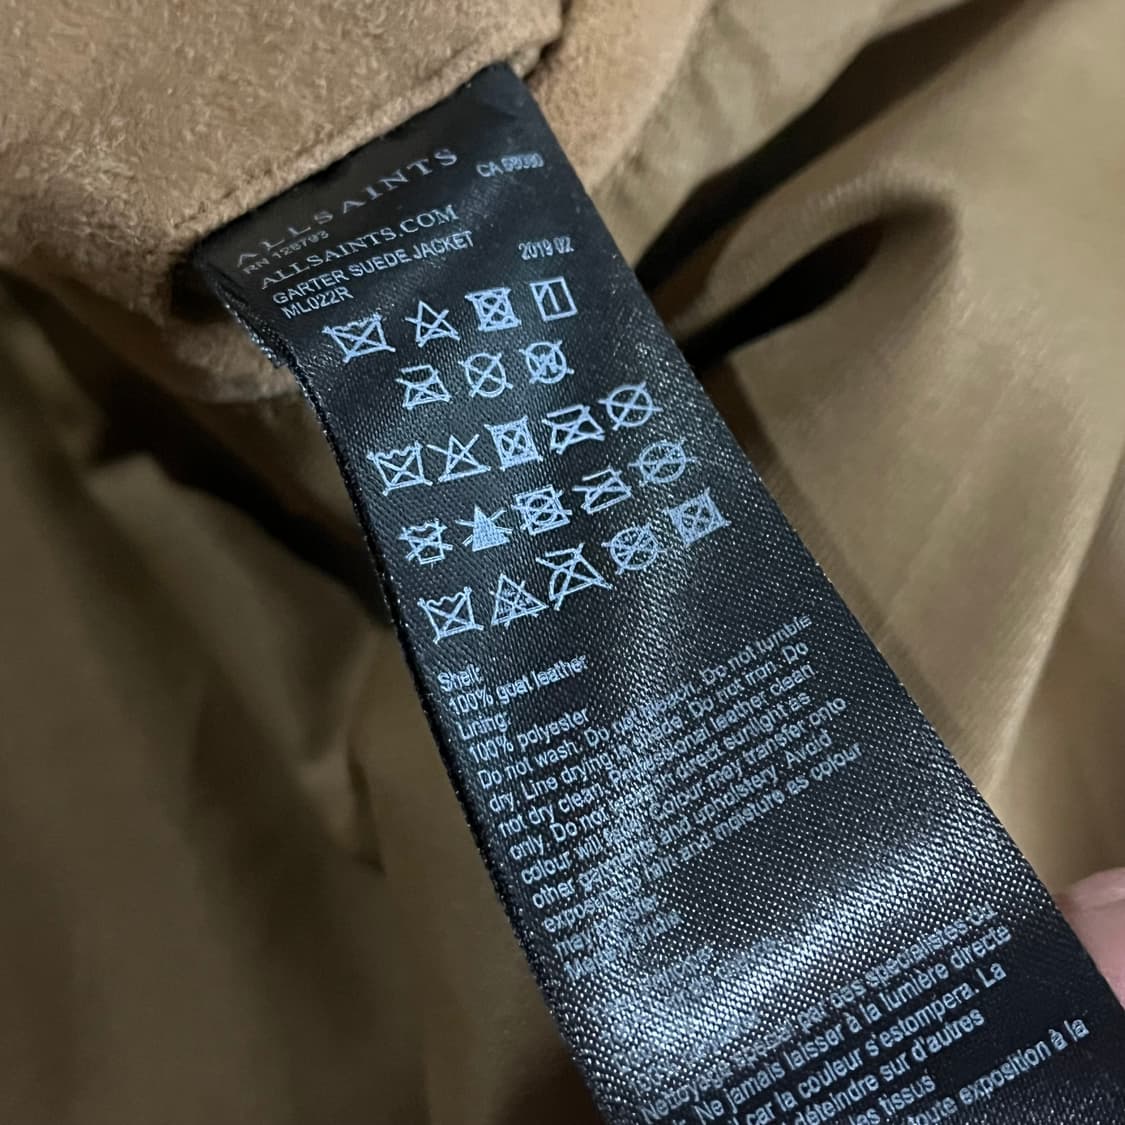 ALLSAINTS
RN 128793
ALLSAINTS.COM
GARTER SUEDE JACKET
ML022R
CA
2019 02
Shell:
100% goat leather
Lining:
100% polyester
Do not wash. Do not bleach. Do not tumble
dry. Line drying in shade. Do not iron. Do
not dry clean. Professional leather clean
only. Do not in direct sunlight as
colour will Colour may transfer onto
other garments and upholstery. Avoid
exposure to rain and moisture as colour
may
Nettoyage spécial par des spécialistes du
Ne jamais laisser à la lumière directe
car la couleur s'estompera. La
déteindre sur d'autres
les tissus
toute exposition à la